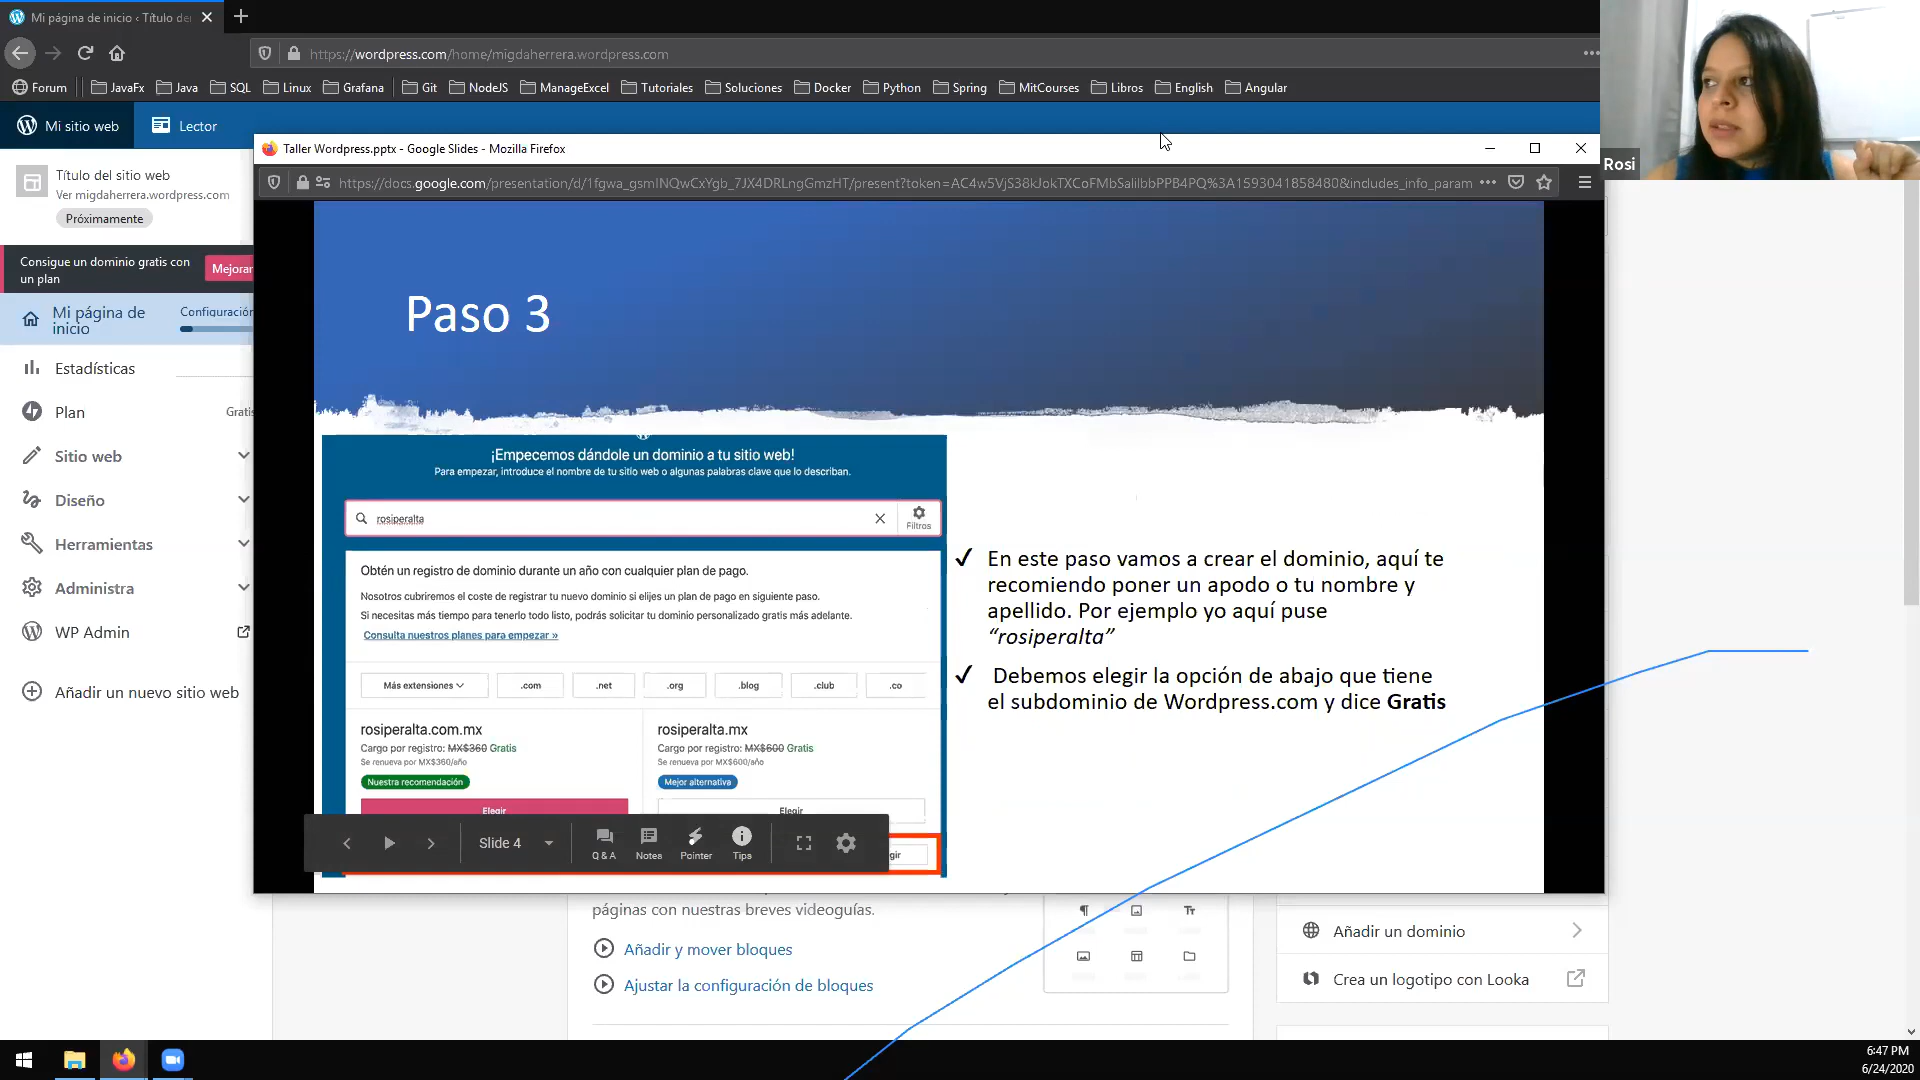 Mi página de inicio ‹ Título de
https://wordpress.com/home/migdaherrera.wordpress.com
Forum JavaFx Java SQL Linux Grafana Git NodeJS ManageExcel Tutoriales Soluciones Docker Python Spring MitCourses Libros English Angular
Mi sitio web Lector
Rosi
Taller Wordpress.pptx - Google Slides - Mozilla Firefox
https://docs.google.com/presentation/d/1fgwa_gsmINQwCxYgb_7JX4DRLngGmzHT/present?token=AC4w5VjS38kJokTXCoFMbSalilbbPPB4PQ%3A1593041858480&includes_info_param
Título del sitio web
Ver migdaherrera.wordpress.com
Próximamente
Consigue un dominio gratis con
un plan
Mejorar
Mi página de
inicio
Configuración
Estadísticas
Plan
Gratis
Sitio web
Diseño
Herramientas
Administra
WP Admin
Añadir un nuevo sitio web
Paso 3
¡Empecemos dándole un dominio a tu sitio web!
Para empezar, introduce el nombre de tu sitio web o algunas palabras clave que lo describan.
rosiperalta
Filtros
Obtén un registro de dominio durante un año con cualquier plan de pago.
Nosotros cubriremos el coste de registrar tu nuevo dominio si elijes un plan de pago en siguiente paso.
Si necesitas más tiempo para tenerlo todo listo, podrás solicitar tu dominio personalizado gratis más adelante.
Consulta nuestros planes para empezar »
Más extensiones .com .net .org .blog .club .co
rosiperalta.com.mx
Cargo por registro: MX$360 Gratis
Se renueva por MX$360/año
Nuestra recomendación
Elegir
rosiperalta.mx
Cargo por registro: MX$600 Gratis
Se renueva por MX$600/año
Mejor alternativa
Elegir
gir
✓ En este paso vamos a crear el dominio, aquí te
recomiendo poner un apodo o tu nombre y
apellido. Por ejemplo yo aquí puse
“rosiperalta”
✓ Debemos elegir la opción de abajo que tiene
el subdominio de Wordpress.com y dice Gratis
Slide 4
Q & A Notes Pointer Tips
páginas con nuestras breves videoguías.
Añadir y mover bloques
Ajustar la configuración de bloques
Añadir un dominio
Crea un logotipo con Looka
6:47 PM
6/24/2020